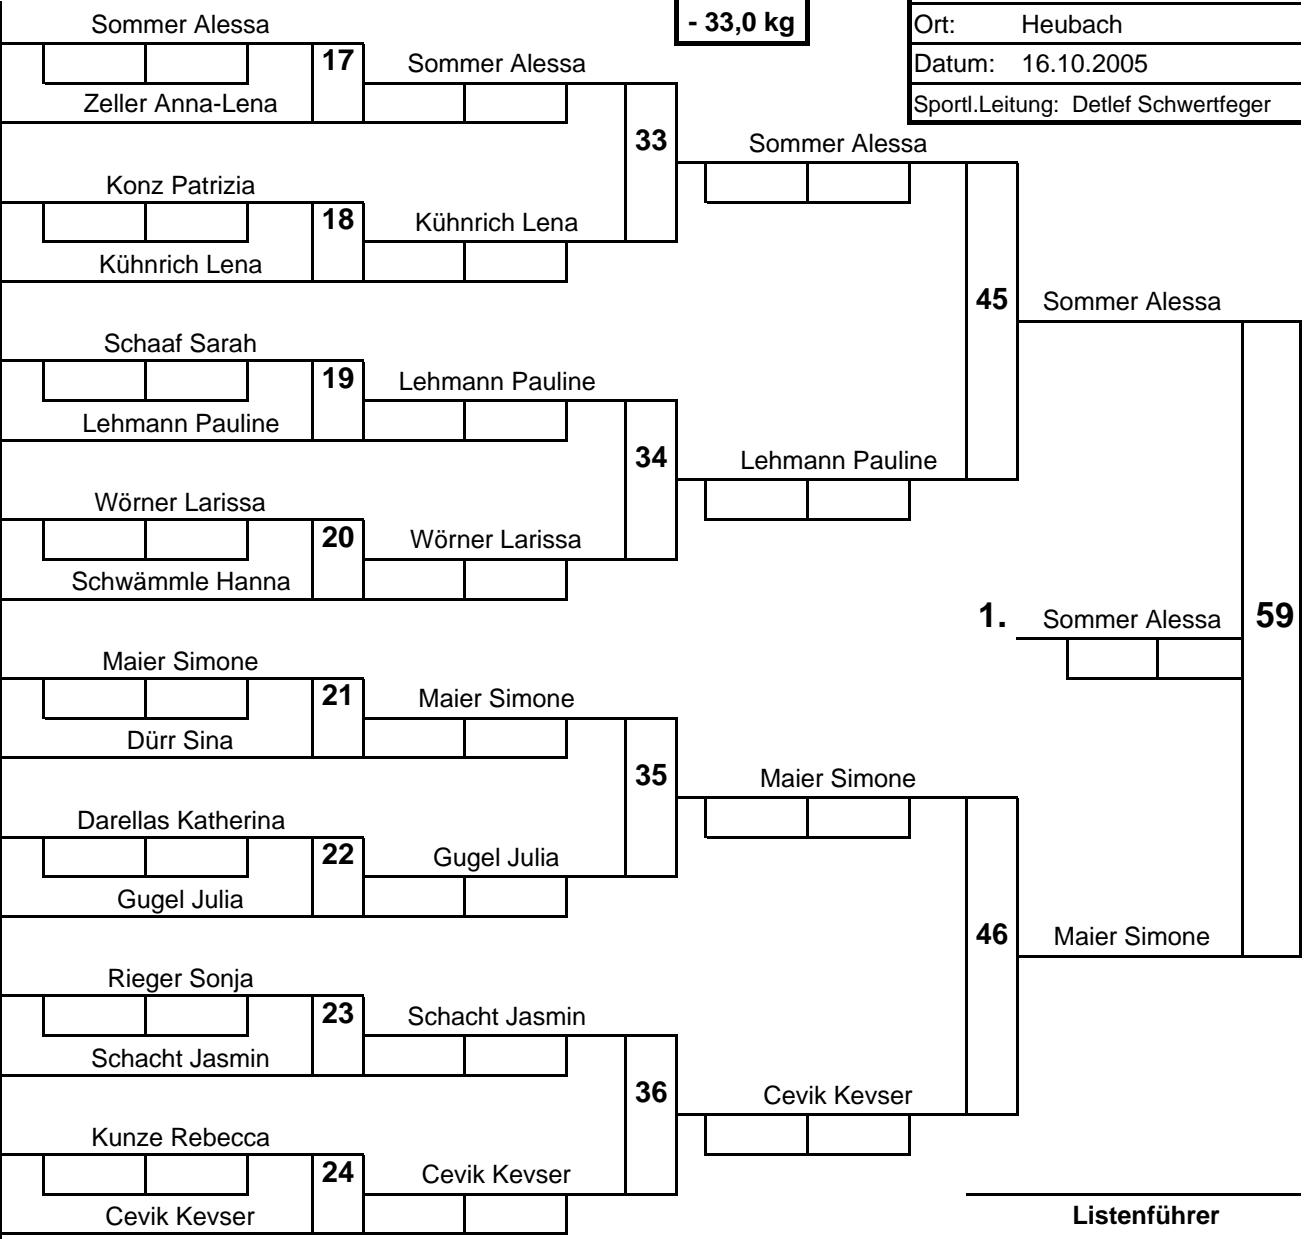 - 33,0 kg
Ort: Heubach
Datum: 16.10.2005
Sportl.Leitung: Detlef Schwertfeger
Sommer Alessa
17
Zeller Anna-Lena
Konz Patrizia
18
Kühnrich Lena
Schaaf Sarah
19
Lehmann Pauline
Wörner Larissa
20
Schwämmle Hanna
Maier Simone
21
Dürr Sina
Darellas Katherina
22
Gugel Julia
Rieger Sonja
23
Schacht Jasmin
Kunze Rebecca
24
Cevik Kevser
Sommer Alessa
33
Kühnrich Lena
Lehmann Pauline
34
Wörner Larissa
Maier Simone
35
Gugel Julia
Schacht Jasmin
36
Cevik Kevser
Sommer Alessa
45
Lehmann Pauline
Maier Simone
46
Cevik Kevser
Sommer Alessa
1. Sommer Alessa 59
Maier Simone
Listenführer